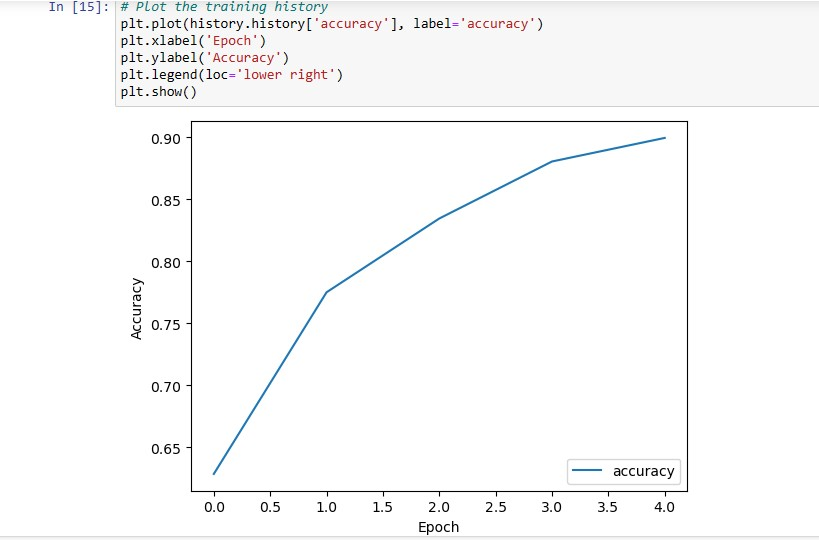 In [15]: # Plot the training history
plt.plot(history.history['accuracy'], label='accuracy')
plt.xlabel('Epoch')
plt.ylabel('Accuracy')
plt.legend(loc='lower right')
plt.show()
0.90
0.85
0.80
0.75
0.70
0.65
Accuracy
accuracy
0.0 0.5 1.0 1.5 2.0 2.5 3.0 3.5 4.0
Epoch